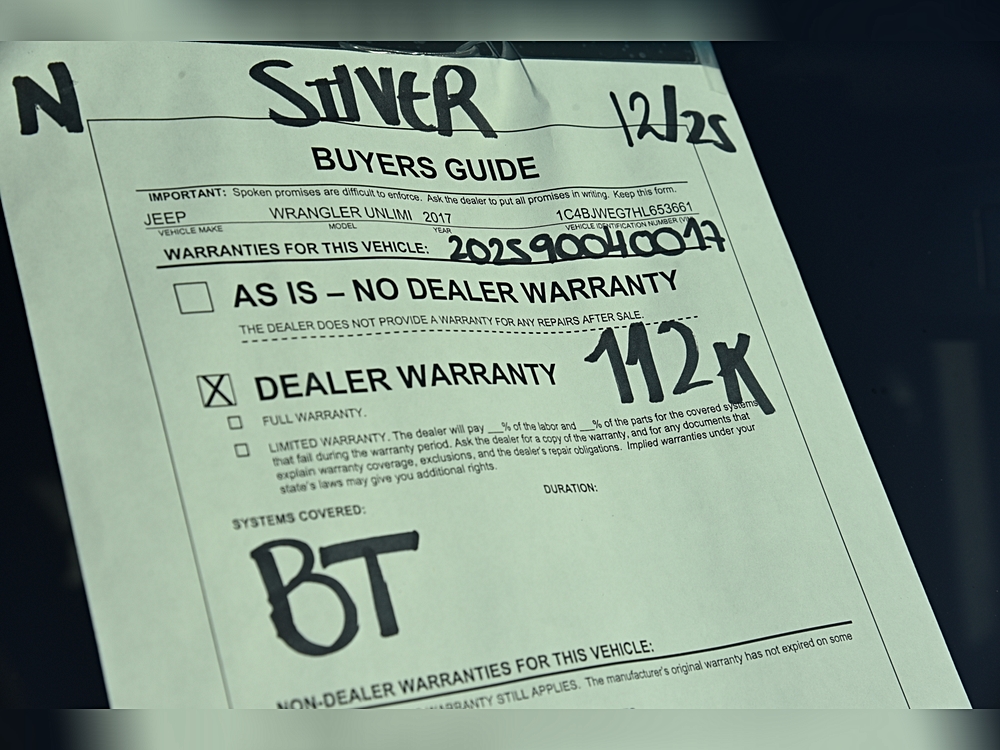 N SilVER 12/25
BUYERS GUIDE
IMPORTANT: Spoken promises are difficult to enforce. Ask the dealer to put all promises in writing. Keep this form.
JEEP WRANGLER UNLIMI 2017 1C4BJWEG7HL653661
VEHICLE MAKE MODEL YEAR VEHICLE IDENTIFICATION NUMBER (VIN)
WARRANTIES FOR THIS VEHICLE: 202590040017
AS IS – NO DEALER WARRANTY
THE DEALER DOES NOT PROVIDE A WARRANTY FOR ANY REPAIRS AFTER SALE.
X DEALER WARRANTY 112K
FULL WARRANTY.
LIMITED WARRANTY. The dealer will pay ___% of the labor and ___% of the parts for the covered systems
that fail during the warranty period. Ask the dealer for a copy of the warranty, and for any documents that
explain warranty coverage, exclusions, and the dealer's repair obligations. Implied warranties under your
state's laws may give you additional rights.
SYSTEMS COVERED: DURATION:
BT
NON-DEALER WARRANTIES FOR THIS VEHICLE:
WARRANTY STILL APPLIES. The manufacturer's original warranty has not expired on some